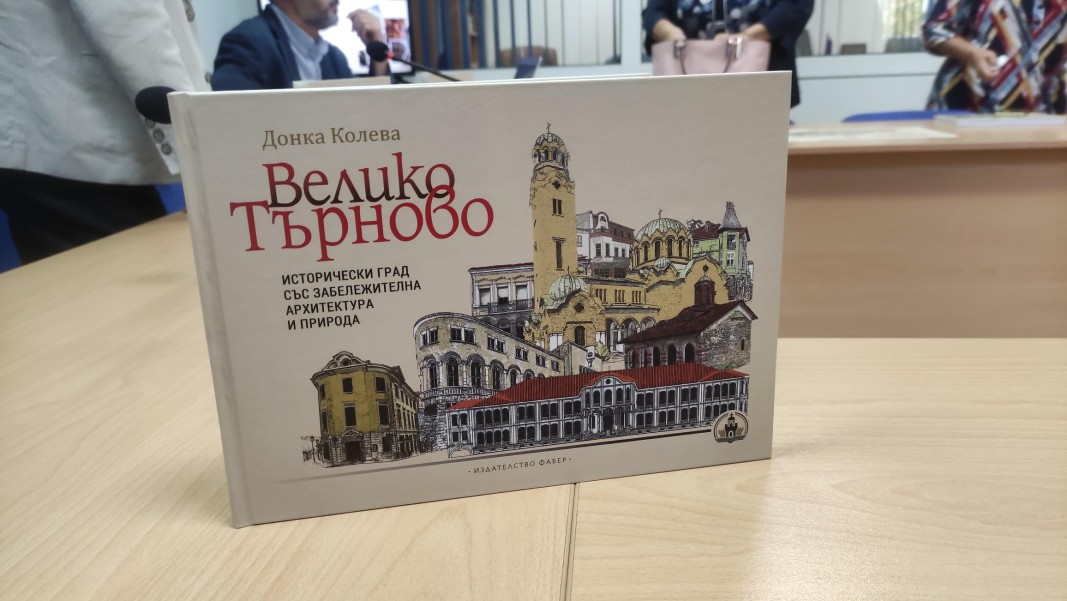 Донка Колева
Велико
Търново
ИСТОРИЧЕСКИ ГРАД
СЪС ЗАБЕЛЕЖИТЕЛНА
АРХИТЕКТУРА
И ПРИРОДА
· ИЗДАТЕЛСТВО ФАБЕР ·